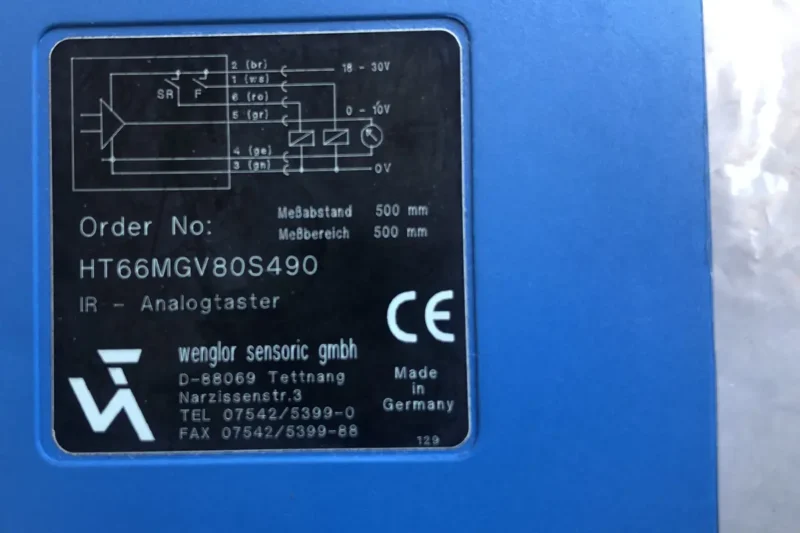 2 (br)
18 - 30V
1 (ws)
SR F
6 (ro)
0 - 10V
5 (gr)
4 (ge)
3 (gn)
0V
Order No:
Meßabstand 500 mm
Meßbereich 500 mm
HT66MGV80S490
IR - Analogtaster
CE
wenglor sensoric gmbh
D-88069 Tettnang
Narzissenstr.3
TEL 07542/5399-0
FAX 07542/5399-88
Made
in
Germany
129